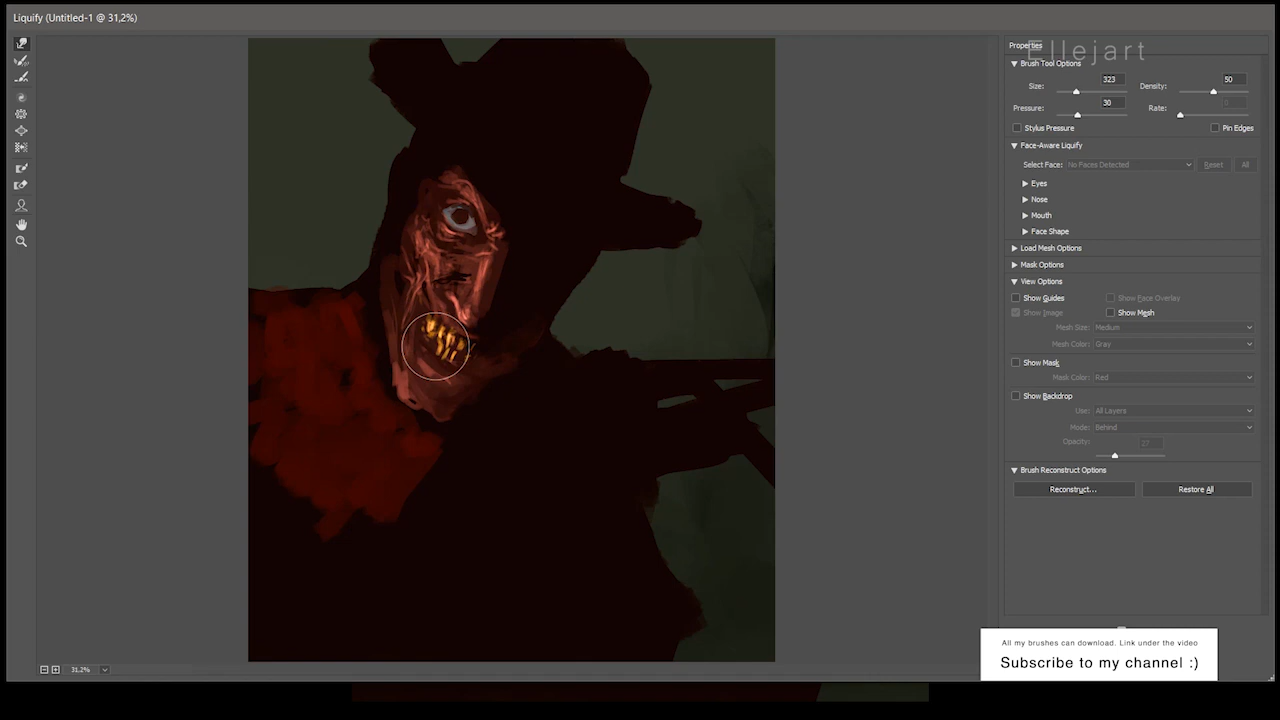 Liquify (Untitled-1 @ 31,2%)
Ellejart
Properties
Brush Tool Options
Size: 323 Density: 50
Pressure: 30 Rate: 0
Stylus Pressure Pin Edges
Face-Aware Liquify
Select Face: No Faces Detected Reset All
Eyes
Nose
Mouth
Face Shape
Load Mesh Options
Mask Options
View Options
Show Guides Show Face Overlay
Show Image Show Mesh
Mesh Size: Medium
Mesh Color: Gray
Show Mask
Mask Color: Red
Show Backdrop
Use: All Layers
Mode: Behind
Opacity: 27
Brush Reconstruct Options
Reconstruct... Restore All
All my brushes can download. Link under the video
Subscribe to my channel :)
31,2%